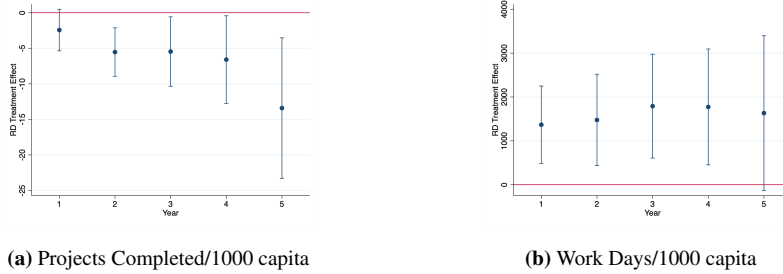 0
-5
-10
-15
-20
-25
RD Treatment Effect
1 2 3 4 5
Year
4000
3000
2000
1000
0
RD Treatment Effect
1 2 3 4 5
Year
(a) Projects Completed/1000 capita
(b) Work Days/1000 capita